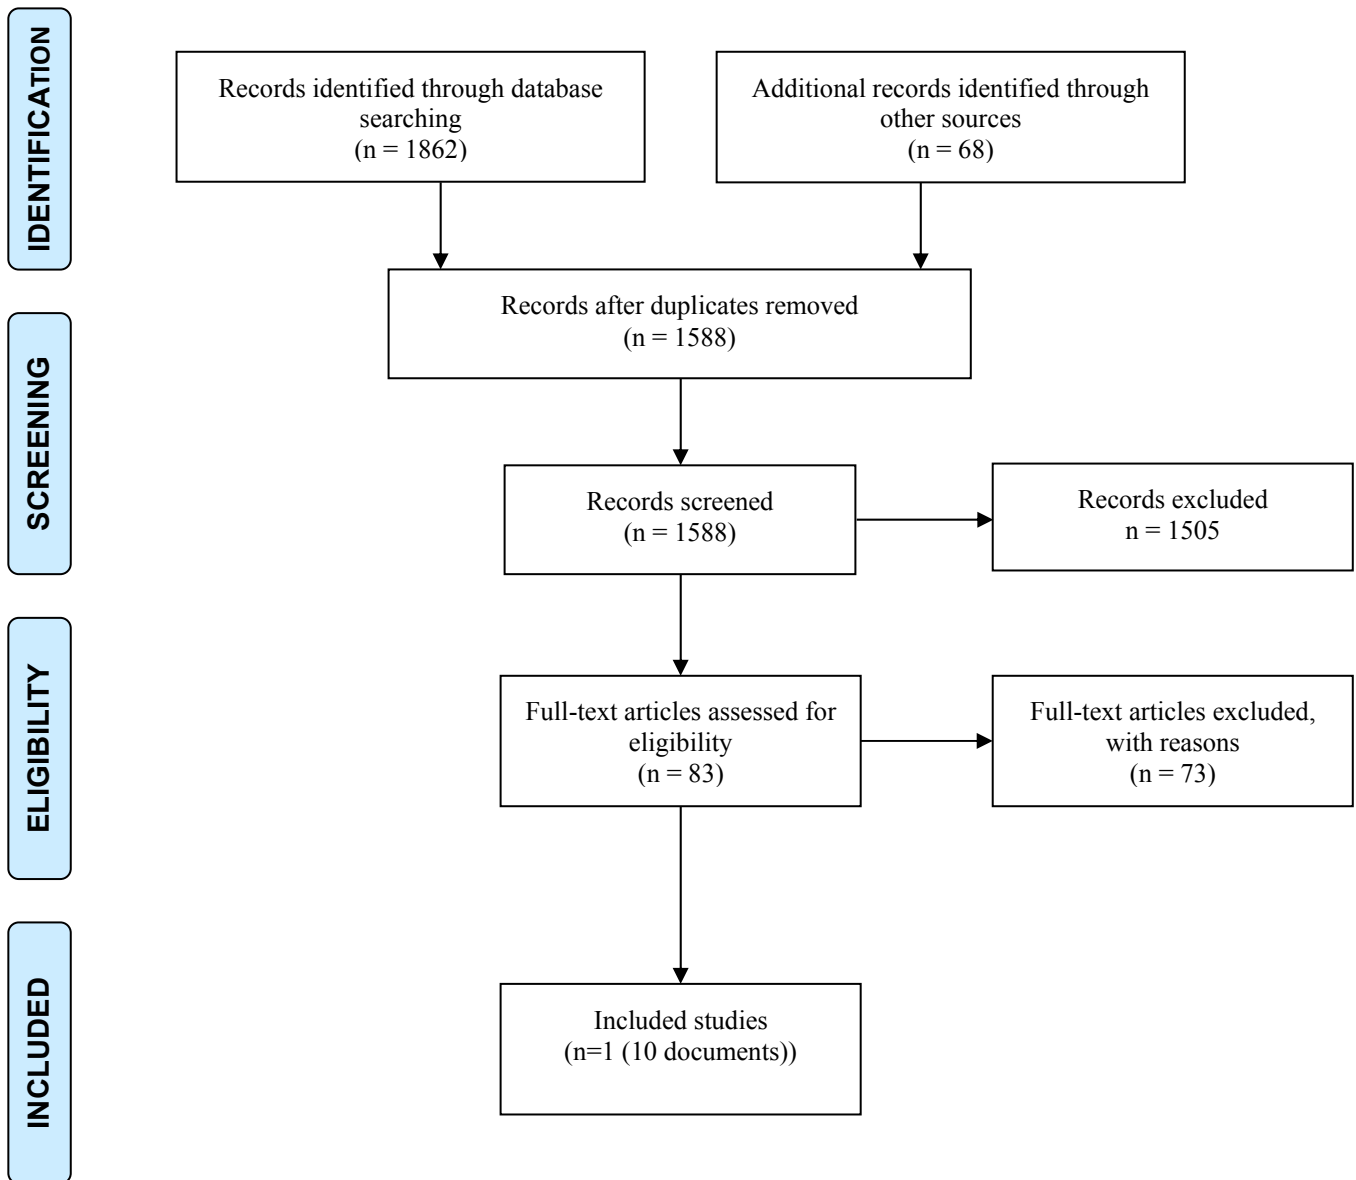 IDENTIFICATION
Records identified through database
searching
(n = 1862)
Additional records identified through
other sources
(n = 68)
Records after duplicates removed
(n = 1588)
SCREENING
Records screened
(n = 1588)
Records excluded
n = 1505
ELIGIBILITY
Full-text articles assessed for
eligibility
(n = 83)
Full-text articles excluded,
with reasons
(n = 73)
INCLUDED
Included studies
(n=1 (10 documents))